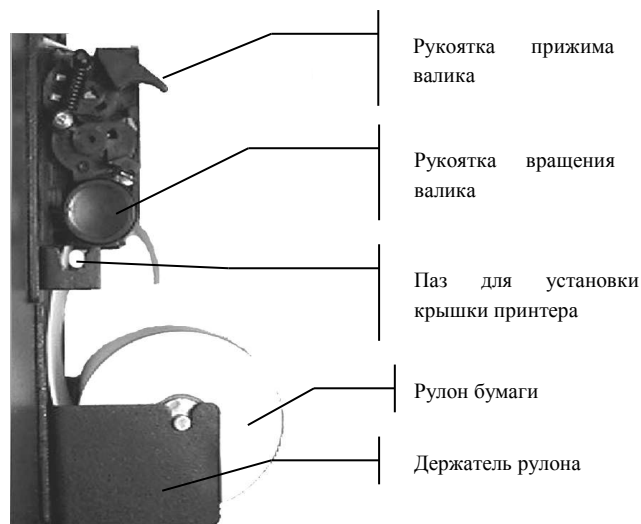 Рукоятка прижима
валика
Рукоятка вращения
валика
Паз для установки
крышки принтера
Рулон бумаги
Держатель рулона